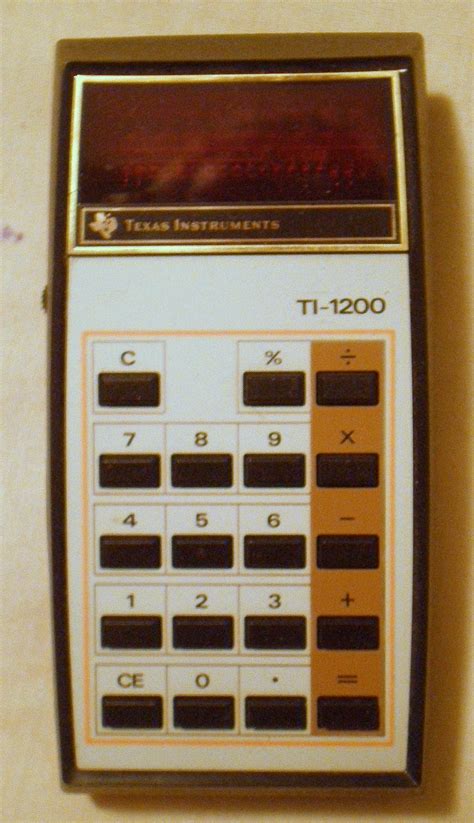 TEXAS INSTRUMENTS
TI-1200
C % ÷
7 8 9 ×
4 5 6 −
1 2 3 +
CE 0 . =